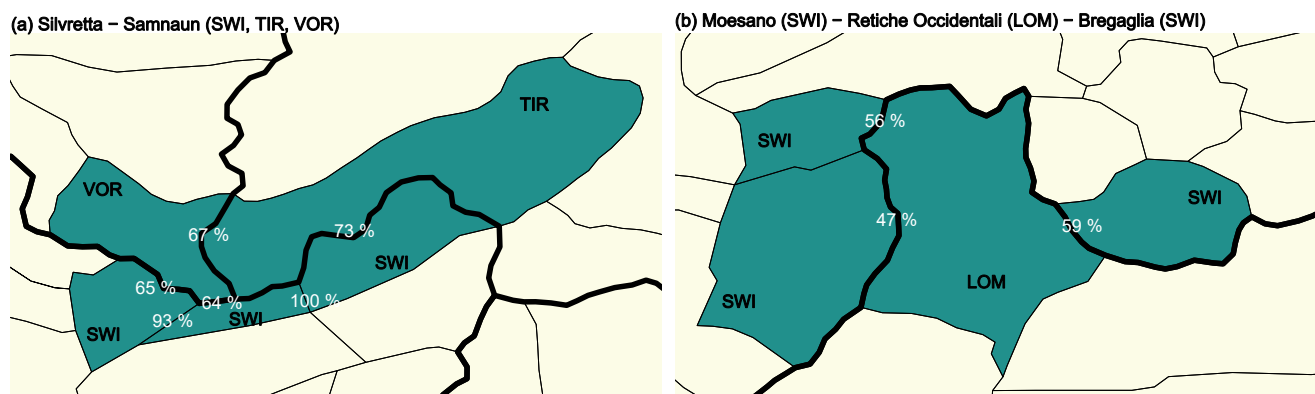 (a) Silvretta − Samnaun (SWI, TIR, VOR)
TIR
VOR
67 %
73 %
SWI
65 %
64 %
100 %
93 %
SWI
SWI
(b) Moesano (SWI) − Retiche Occidentali (LOM) − Bregaglia (SWI)
56 %
SWI
SWI
47 %
59 %
LOM
SWI